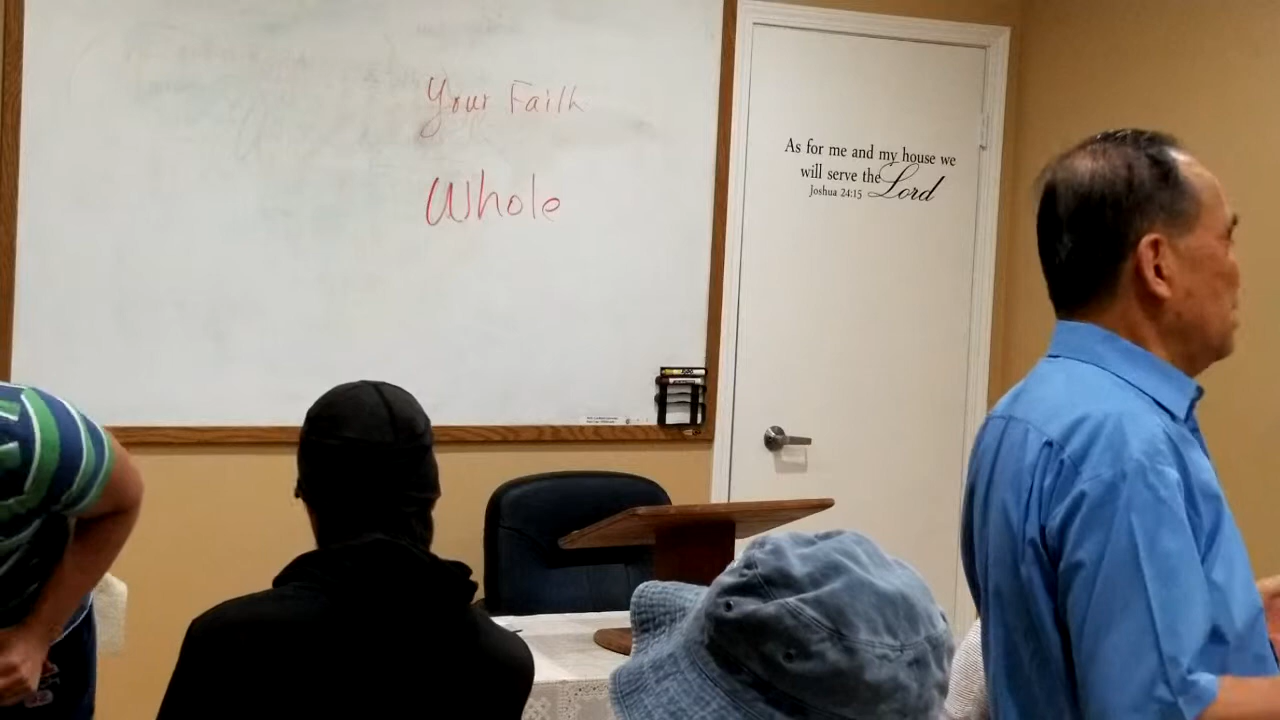 Your Faith
Whole
As for me and my house we
will serve the Lord
Joshua 24:15